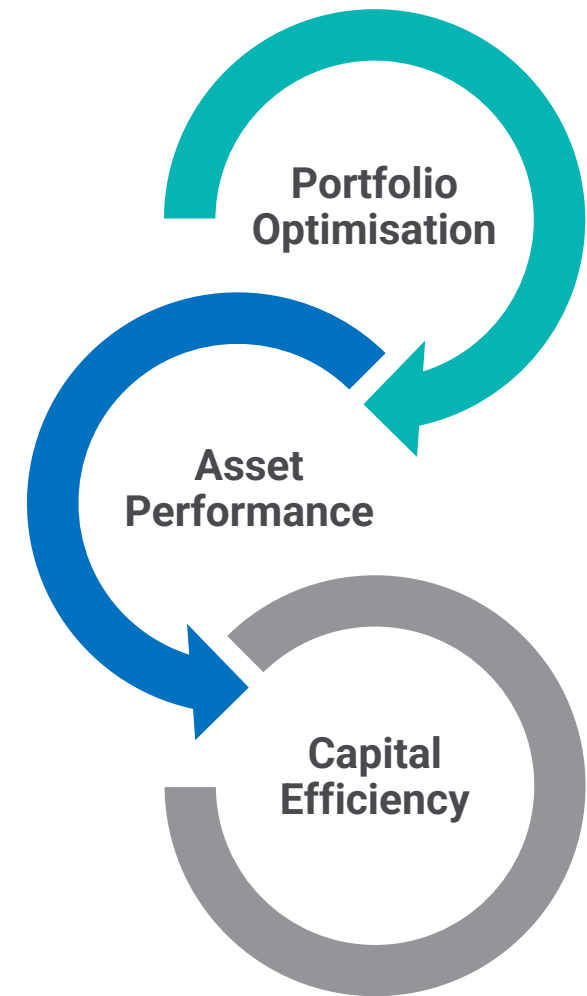 Portfolio
Optimisation
Asset
Performance
Capital
Efficiency